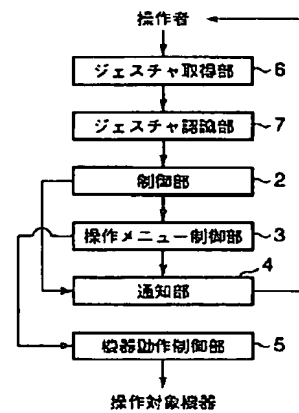 操作者
ジェスチャ取得部 6
ジェスチャ認識部 7
制御部 2
操作メニュー制御部 3
4
通知部
機器動作制御部 5
操作対象機器